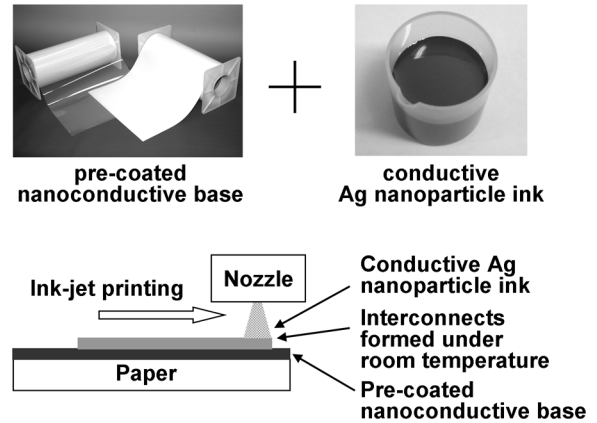 pre-coated
nanoconductive base
conductive
Ag nanoparticle ink
Ink-jet printing
Nozzle
Conductive Ag
nanoparticle ink
Interconnects
formed under
room temperature
Paper
Pre-coated
nanoconductive base